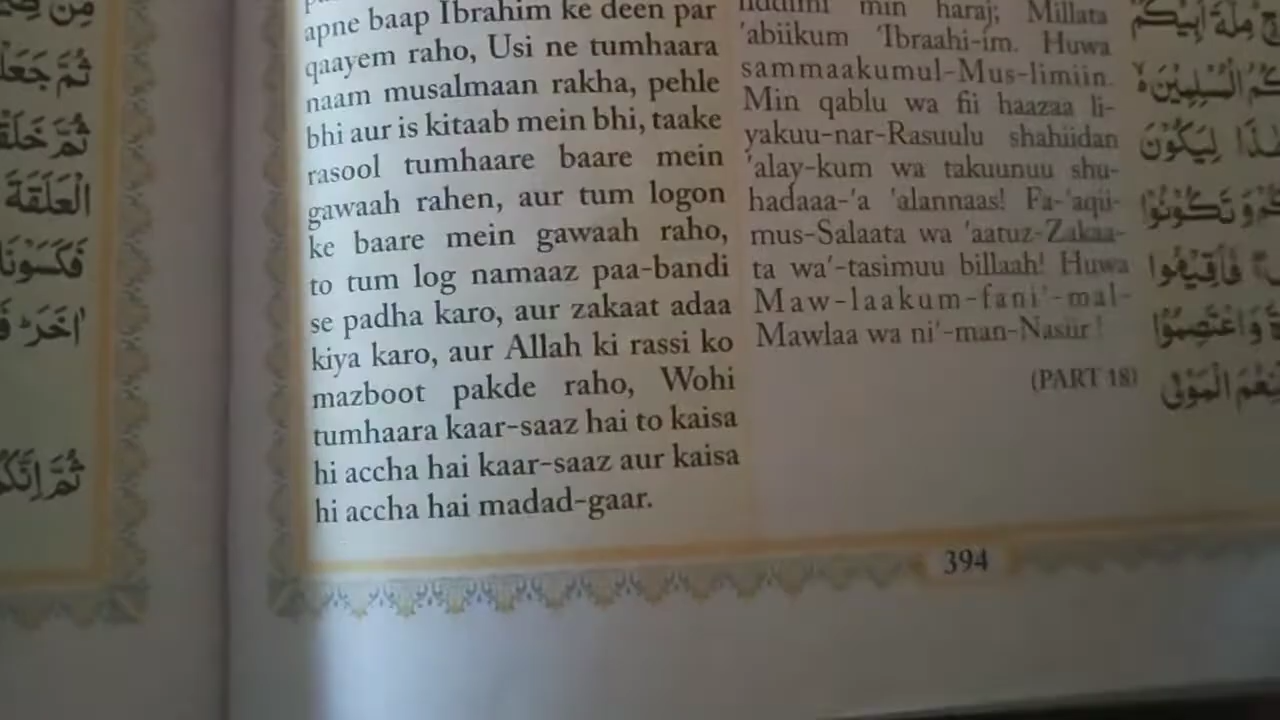 apne baap Ibrahim ke deen par
qaayem raho, Usi ne tumhaara
naam musalmaan rakha, pehle
bhi aur is kitaab mein bhi, taake
rasool tumhaare baare mein
gawaah rahen, aur tum logon
ke baare mein gawaah raho,
to tum log namaaz paa-bandi
se padha karo, aur zakaat adaa
kiya karo, aur Allah ki rassi ko
mazboot pakde raho, Wohi
tumhaara kaar-saaz hai to kaisa
hi accha hai kaar-saaz aur kaisa
hi accha hai madad-gaar.
min haraj; Millata
'abiikum 'Ibraahi-im. Huwa
sammaakumul-Mus-limiin.
Min qablu wa fii haazaa li-
yakuu-nar-Rasuulu shahiidan
'alay-kum wa takuunuu shu-
hadaaa-'a 'alannaas! Fa-'aqii-
mus-Salaata wa 'aatuz-Zakaa-
ta wa'-tasimuu billaah! Huwa
Maw-laakum-fani'-mal-
Mawlaa wa ni'-man-Nasiir!
(PART 18)
مِلَّةَ اَبِيْكُمْ
الْمُسْلِمِيْنَ
هٰذَا لِيَكُوْنَ
وَ تَكُوْنُوْا
فَاَقِيْمُوا
وَاعْتَصِمُوْا
فَنِعْمَ الْمَوْلٰى
ثُمَّ
ثُمَّ
الْعَلَقَةَ
اٰخَرَ
ثُمَّ اِنَّكُمْ
394